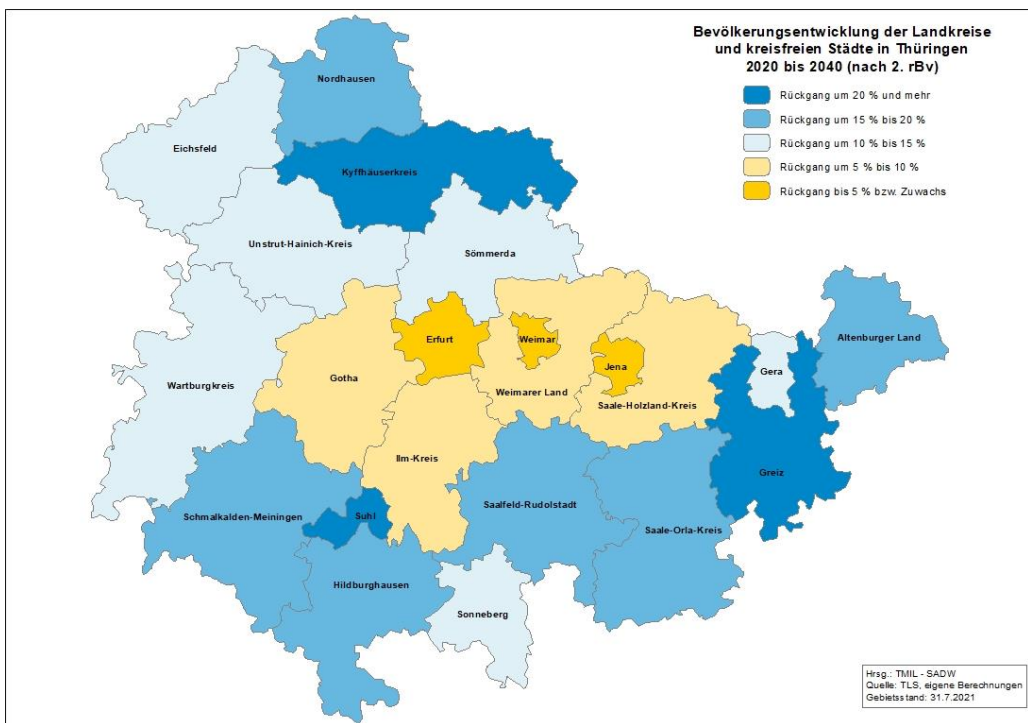 Bevölkerungsentwicklung der Landkreise
und kreisfreien Städte in Thüringen
2020 bis 2040 (nach 2. rBv)
Rückgang um 20 % und mehr
Rückgang um 15 % bis 20 %
Rückgang um 10 % bis 15 %
Rückgang um 5 % bis 10 %
Rückgang bis 5 % bzw. Zuwachs
Nordhausen
Eichsfeld
Kyffhäuserkreis
Unstrut-Hainich-Kreis
Sömmerda
Altenburger Land
Erfurt
Weimar
Jena
Gera
Gotha
Wartburgkreis
Weimarer Land
Saale-Holzland-Kreis
Ilm-Kreis
Greiz
Saalfeld-Rudolstadt
Schmalkalden-Meiningen
Suhl
Saale-Orla-Kreis
Hildburghausen
Sonneberg
Hrsg.: TMIL - SADW
Quelle: TLS, eigene Berechnungen
Gebietsstand: 31.7.2021